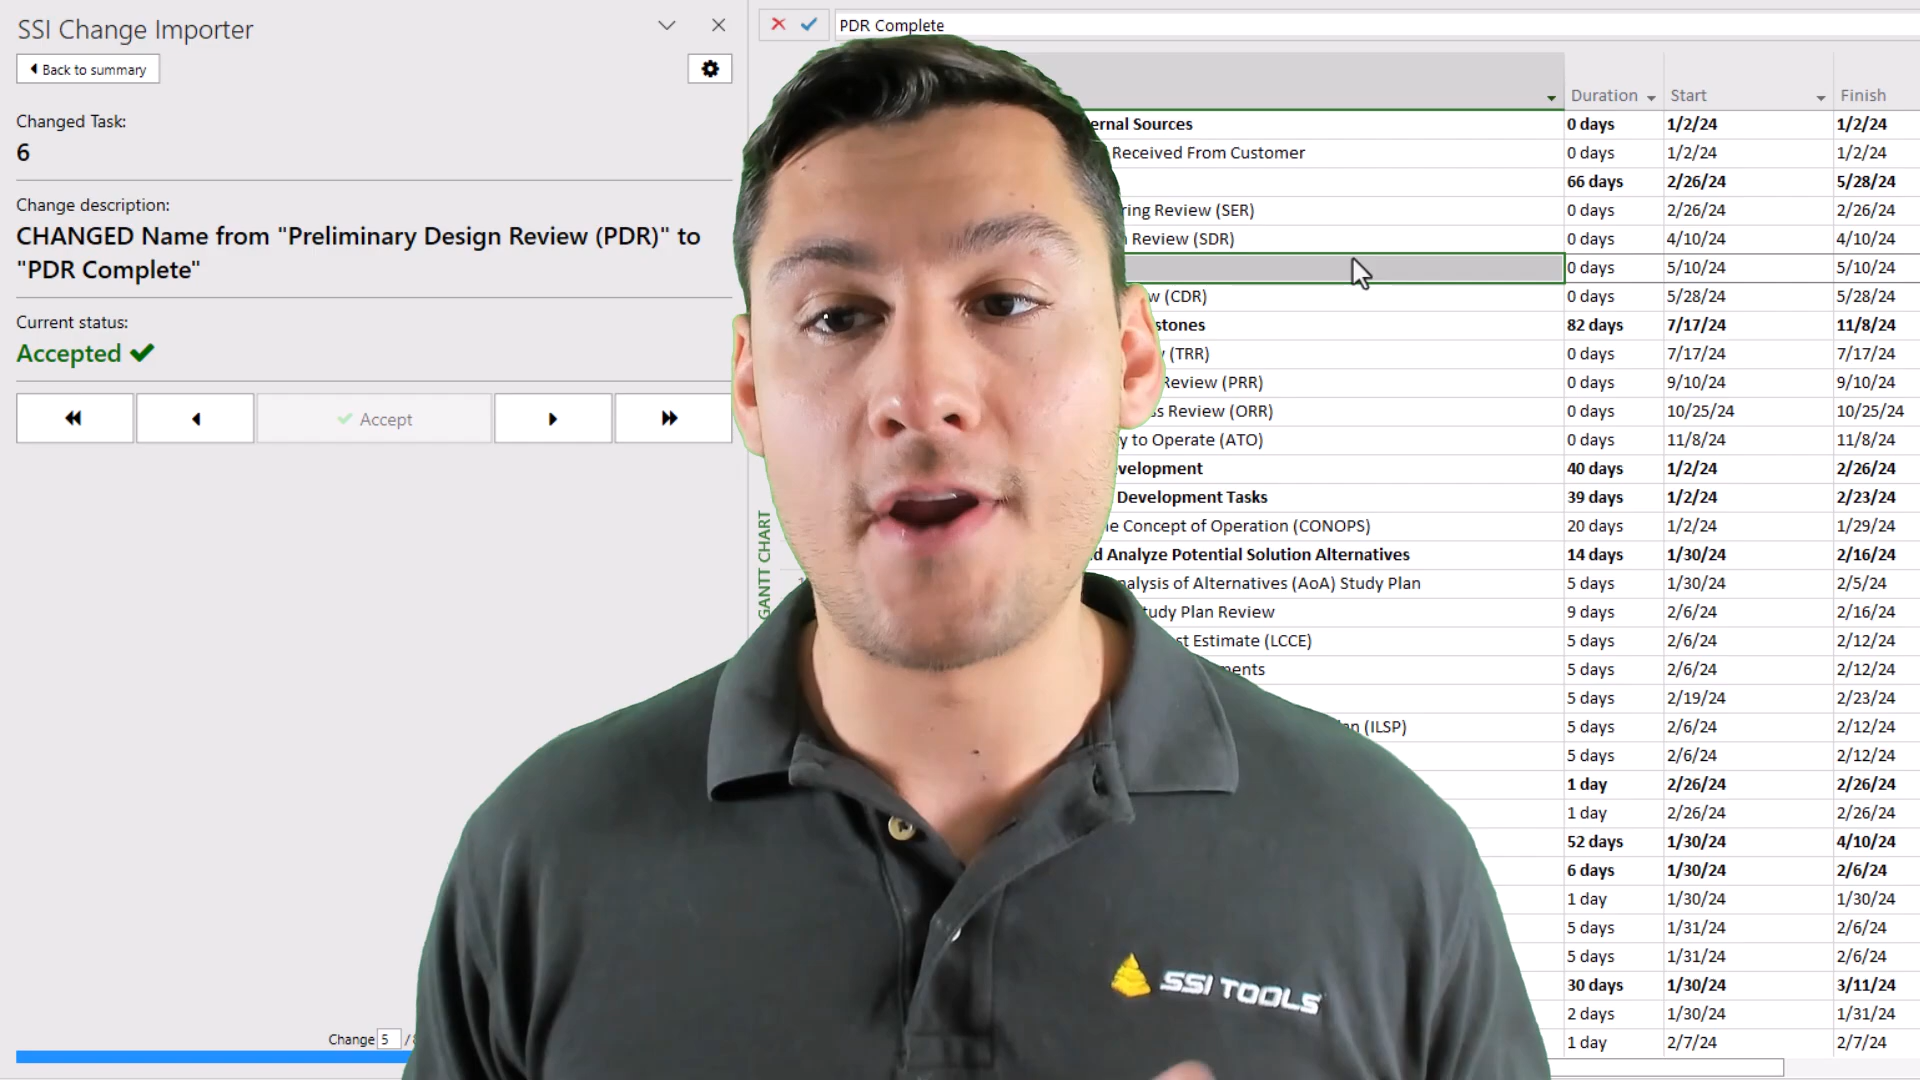 SSI Change Importer
Back to summary
Changed Task:
6
Change description:
CHANGED Name from "Preliminary Design Review (PDR)" to
"PDR Complete"
Current status:
Accepted
Accept
Change 5 /
PDR Complete
Duration Start Finish
ernal Sources 0 days 1/2/24 1/2/24
Received From Customer 0 days 1/2/24 1/2/24
66 days 2/26/24 5/28/24
ring Review (SER) 0 days 2/26/24 2/26/24
Review (SDR) 0 days 4/10/24 4/10/24
0 days 5/10/24 5/10/24
w (CDR) 0 days 5/28/24 5/28/24
stones 82 days 7/17/24 11/8/24
(TRR) 0 days 7/17/24 7/17/24
Review (PRR) 0 days 9/10/24 9/10/24
s Review (ORR) 0 days 10/25/24 10/25/24
y to Operate (ATO) 0 days 11/8/24 11/8/24
velopment 40 days 1/2/24 2/26/24
Development Tasks 39 days 1/2/24 2/23/24
e Concept of Operation (CONOPS) 20 days 1/2/24 1/29/24
d Analyze Potential Solution Alternatives 14 days 1/30/24 2/16/24
nalysis of Alternatives (AoA) Study Plan 5 days 1/30/24 2/5/24
tudy Plan Review 9 days 2/6/24 2/16/24
st Estimate (LCCE) 5 days 2/6/24 2/12/24
ments 5 days 2/6/24 2/12/24
5 days 2/19/24 2/23/24
an (ILSP) 5 days 2/6/24 2/12/24
5 days 2/6/24 2/12/24
1 day 2/26/24 2/26/24
1 day 2/26/24 2/26/24
52 days 1/30/24 4/10/24
6 days 1/30/24 2/6/24
1 day 1/30/24 1/30/24
5 days 1/31/24 2/6/24
5 days 1/31/24 2/6/24
30 days 1/30/24 3/11/24
2 days 1/30/24 1/31/24
1 day 2/7/24 2/7/24
GANTT CHART
SSI TOOLS